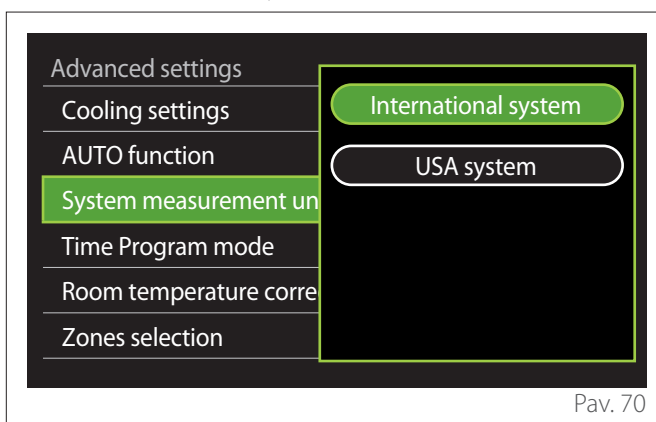 Advanced settings
Cooling settings
AUTO function
System measurement un
Time Program mode
Room temperature corre
Zones selection
International system
USA system
Pav. 70